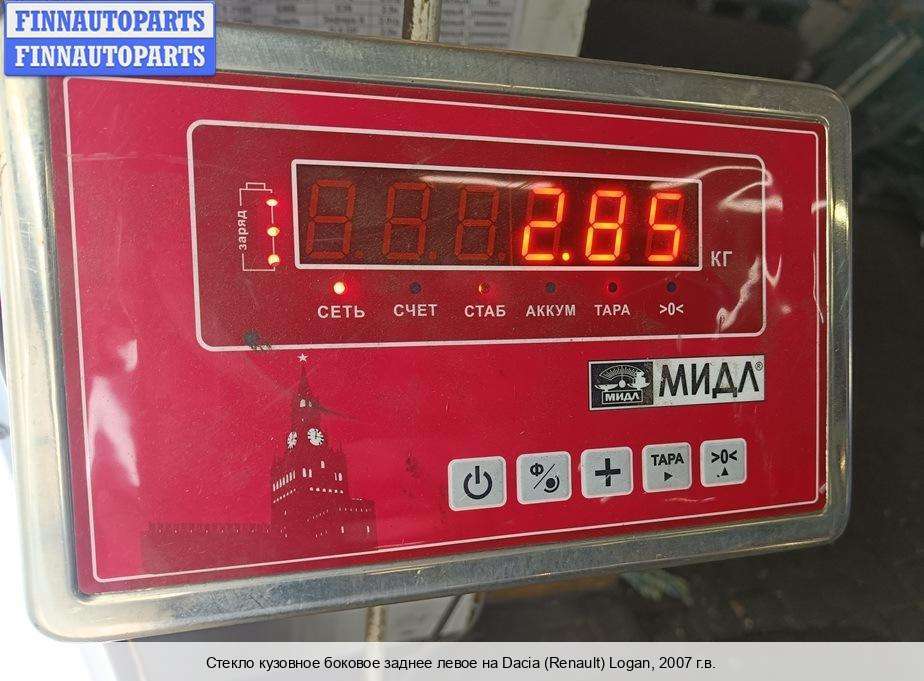 FINNAUTOPARTS
FINNAUTOPARTS
заряд
2.85
КГ
СЕТЬ СЧЕТ СТАБ АККУМ ТАРА >0<
МИДЛ МИДЛ®
Ф ТАРА >0<
Стекло кузовное боковое заднее левое на Dacia (Renault) Logan, 2007 г.в.